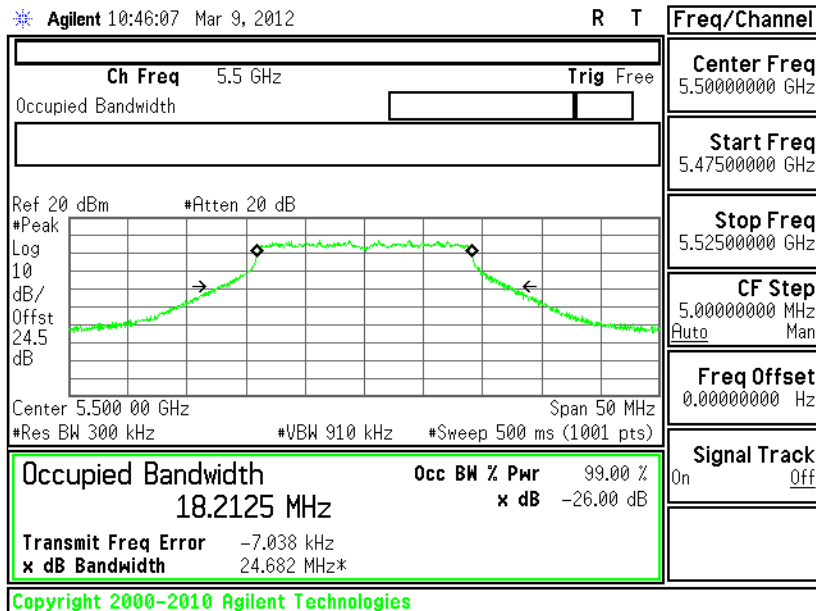 Agilent 10:46:07 Mar 9, 2012 R T
Freq/Channel
Ch Freq 5.5 GHz Trig Free
Occupied Bandwidth
Center Freq
5.50000000 GHz
Start Freq
5.47500000 GHz
Stop Freq
5.52500000 GHz
CF Step
5.00000000 MHz
Auto Man
Freq Offset
0.00000000 Hz
Signal Track
On Off
Ref 20 dBm #Atten 20 dB
#Peak
Log
10
dB/
Offst
24.5
dB
Center 5.500 00 GHz Span 50 MHz
#Res BW 300 kHz #VBW 910 kHz #Sweep 500 ms (1001 pts)
Occupied Bandwidth
18.2125 MHz
Occ BW % Pwr 99.00 %
x dB -26.00 dB
Transmit Freq Error -7.038 kHz
x dB Bandwidth 24.682 MHz*
Copyright 2000-2010 Agilent Technologies